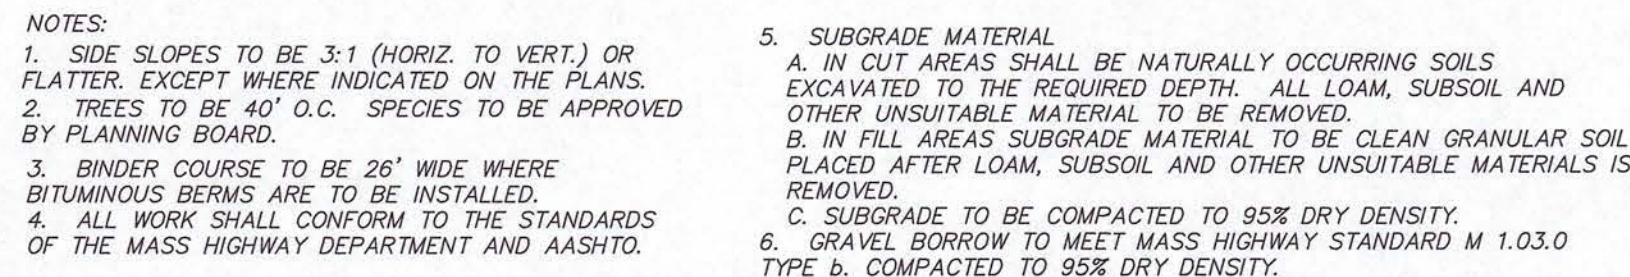 NOTES:
1. SIDE SLOPES TO BE 3:1 (HORIZ. TO VERT.) OR
FLATTER. EXCEPT WHERE INDICATED ON THE PLANS.
2. TREES TO BE 40' O.C. SPECIES TO BE APPROVED
BY PLANNING BOARD.
3. BINDER COURSE TO BE 26' WIDE WHERE
BITUMINOUS BERMS ARE TO BE INSTALLED.
4. ALL WORK SHALL CONFORM TO THE STANDARDS
OF THE MASS HIGHWAY DEPARTMENT AND AASHTO.
5. SUBGRADE MATERIAL
A. IN CUT AREAS SHALL BE NATURALLY OCCURRING SOILS
EXCAVATED TO THE REQUIRED DEPTH. ALL LOAM, SUBSOIL AND
OTHER UNSUITABLE MATERIAL TO BE REMOVED.
B. IN FILL AREAS SUBGRADE MATERIAL TO BE CLEAN GRANULAR SOIL
PLACED AFTER LOAM, SUBSOIL AND OTHER UNSUITABLE MATERIALS IS
REMOVED.
C. SUBGRADE TO BE COMPACTED TO 95% DRY DENSITY.
6. GRAVEL BORROW TO MEET MASS HIGHWAY STANDARD M 1.03.0
TYPE b. COMPACTED TO 95% DRY DENSITY.